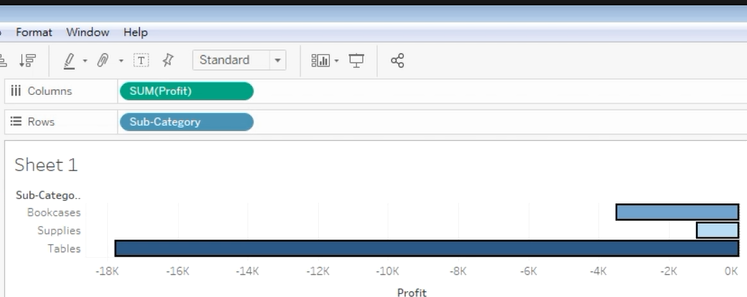 Format Window Help
Standard
Columns SUM(Profit)
Rows Sub-Category
Sheet 1
Sub-Catego..
Bookcases
Supplies
Tables
-18K -16K -14K -12K -10K -8K -6K -4K -2K 0K
Profit